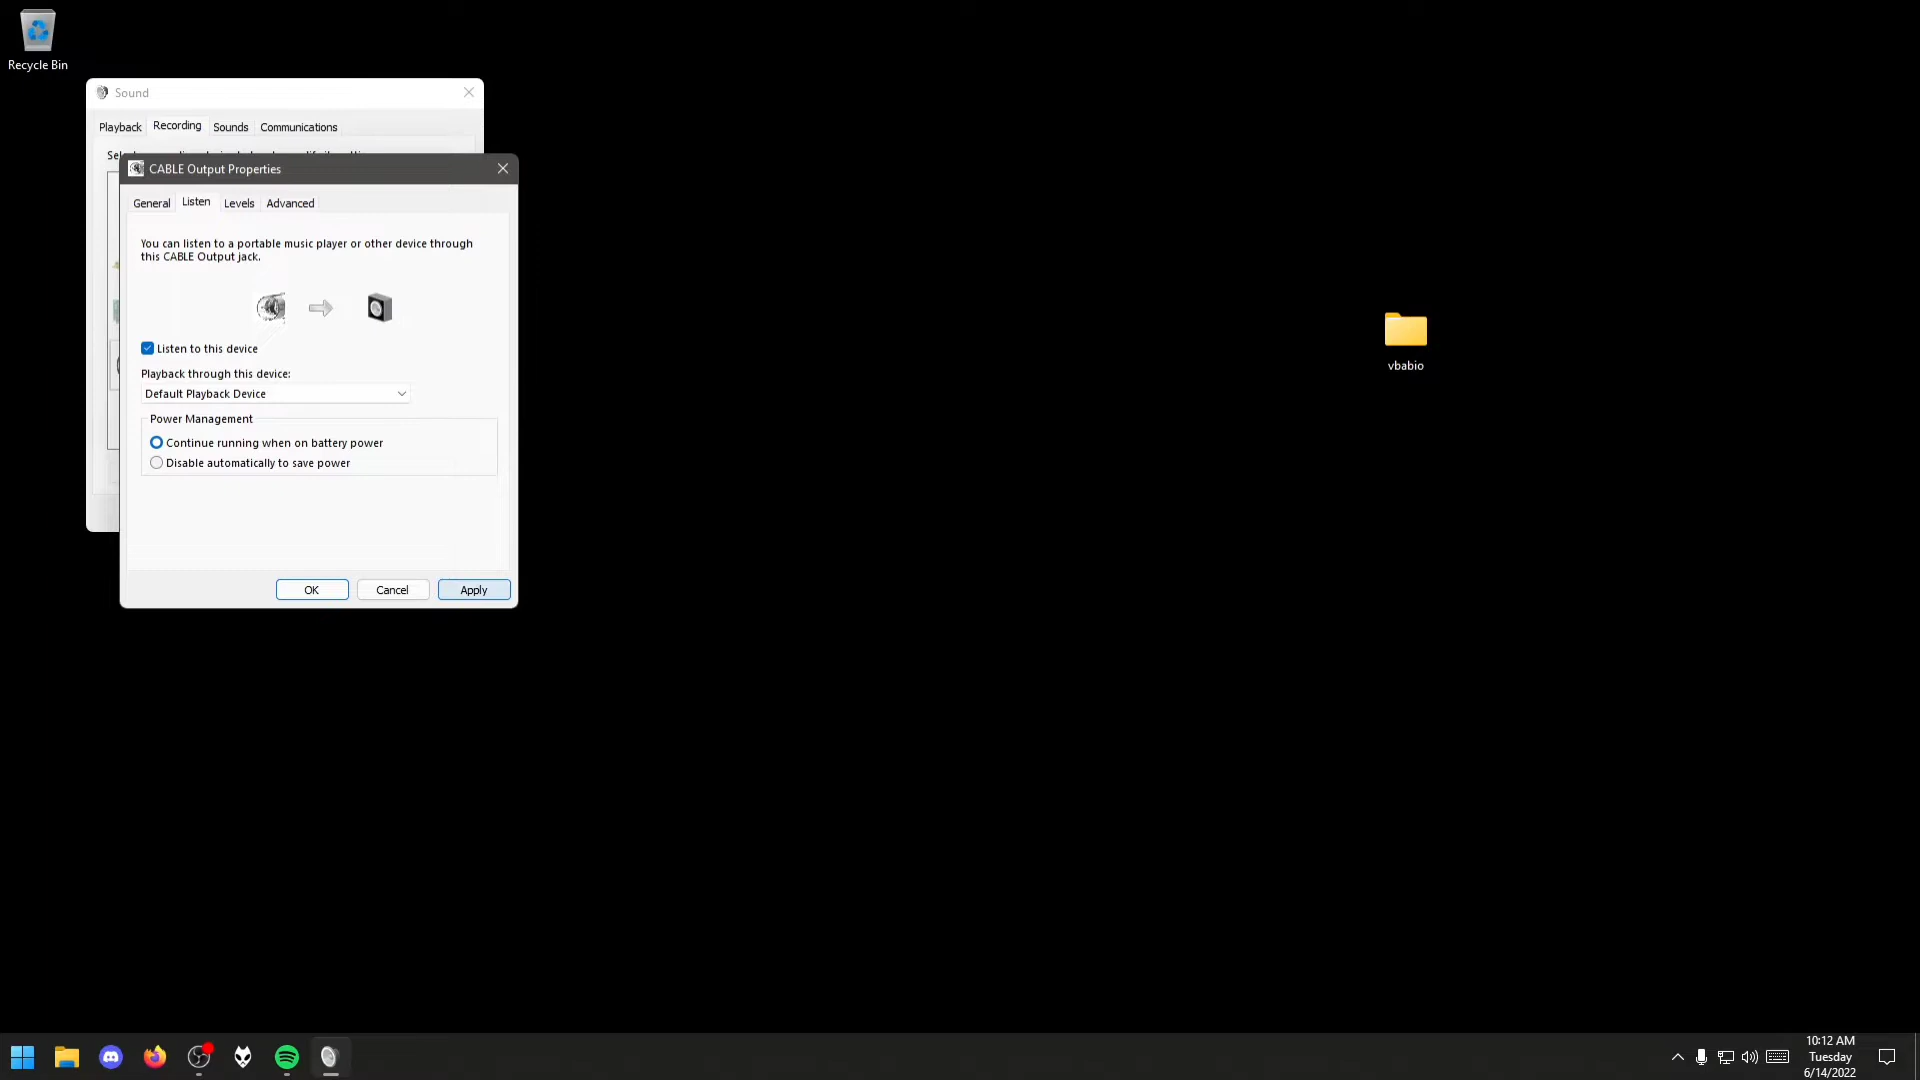 Recycle Bin
Sound
Playback Recording Sounds Communications
CABLE Output Properties
General Listen Levels Advanced
You can listen to a portable music player or other device through
this CABLE Output jack.
Listen to this device
Playback through this device:
Default Playback Device
Power Management
Continue running when on battery power
Disable automatically to save power
OK Cancel Apply
vbabio
10:12 AM
Tuesday
6/14/2022